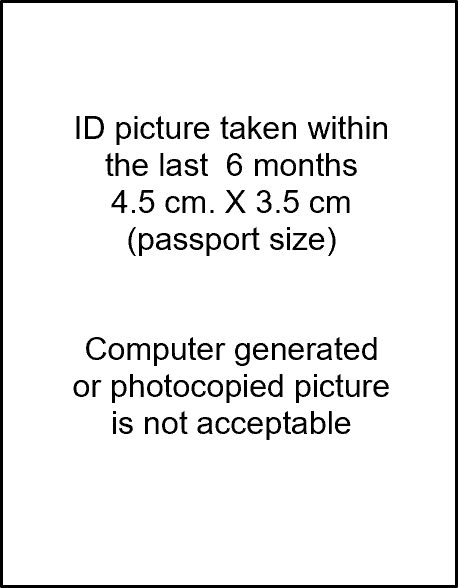 ID picture taken within
the last 6 months
4.5 cm. X 3.5 cm
(passport size)
Computer generated
or photocopied picture
is not acceptable